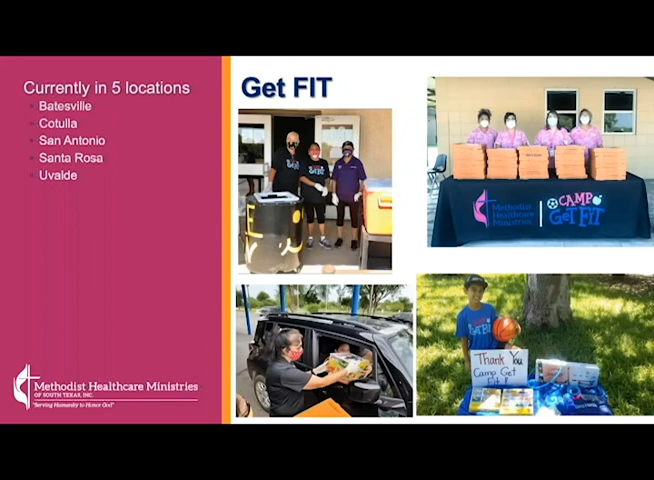 Currently in 5 locations
Batesville
Cotulla
San Antonio
Santa Rosa
Uvalde
Methodist Healthcare Ministries
OF SOUTH TEXAS, INC.
"Serving Humanity to Honor God"
Get FIT
Methodist
Healthcare
Ministries
CAMP
GET FIT
Thank You
Camp Get
Fit!